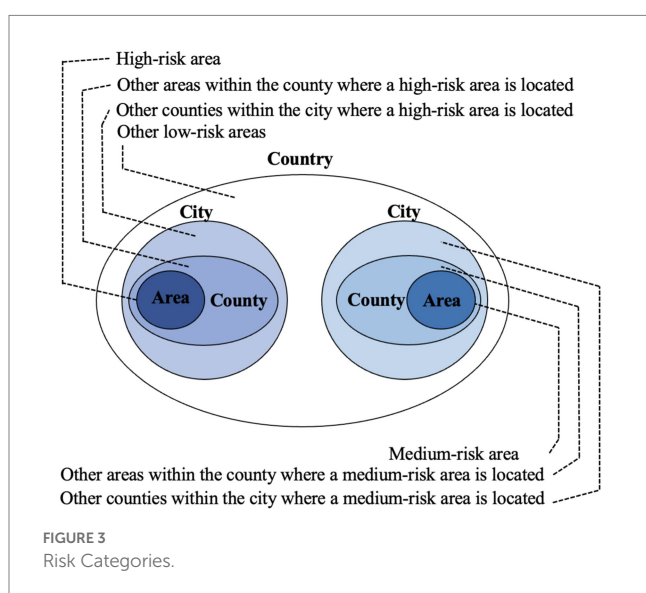 High-risk area
Other areas within the county where a high-risk area is located
Other counties within the city where a high-risk area is located
Other low-risk areas
Country
City
City
Area
County
County
Area
Medium-risk area
Other areas within the county where a medium-risk area is located
Other counties within the city where a medium-risk area is located
FIGURE 3
Risk Categories.